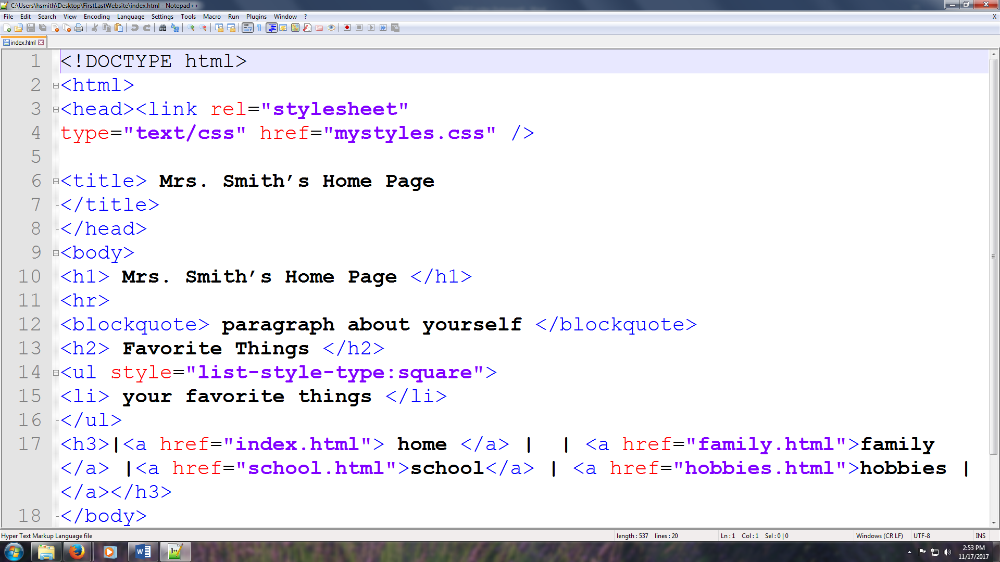 C:\Users\hsmith\Desktop\FirstLastWebsite\index.html - Notepad++
File Edit Search View Encoding Language Settings Tools Macro Run Plugins Window ? X
index.html
1 <!DOCTYPE html>
2 <html>
3 <head><link rel="stylesheet"
4 type="text/css" href="mystyles.css" />
5
6 <title> Mrs. Smith’s Home Page
7 </title>
8 </head>
9 <body>
10 <h1> Mrs. Smith’s Home Page </h1>
11 <hr>
12 <blockquote> paragraph about yourself </blockquote>
13 <h2> Favorite Things </h2>
14 <ul style="list-style-type:square">
15 <li> your favorite things </li>
16 </ul>
17 <h3>|<a href="index.html"> home </a> |  | <a href="family.html">family
</a> |<a href="school.html">school</a> | <a href="hobbies.html">hobbies |
</a></h3>
18 </body>
Hyper Text Markup Language file length : 537 lines : 20 Ln : 1 Col : 1 Sel : 0 | 0 Windows (CR LF) UTF-8 INS
2:53 PM
11/17/2017